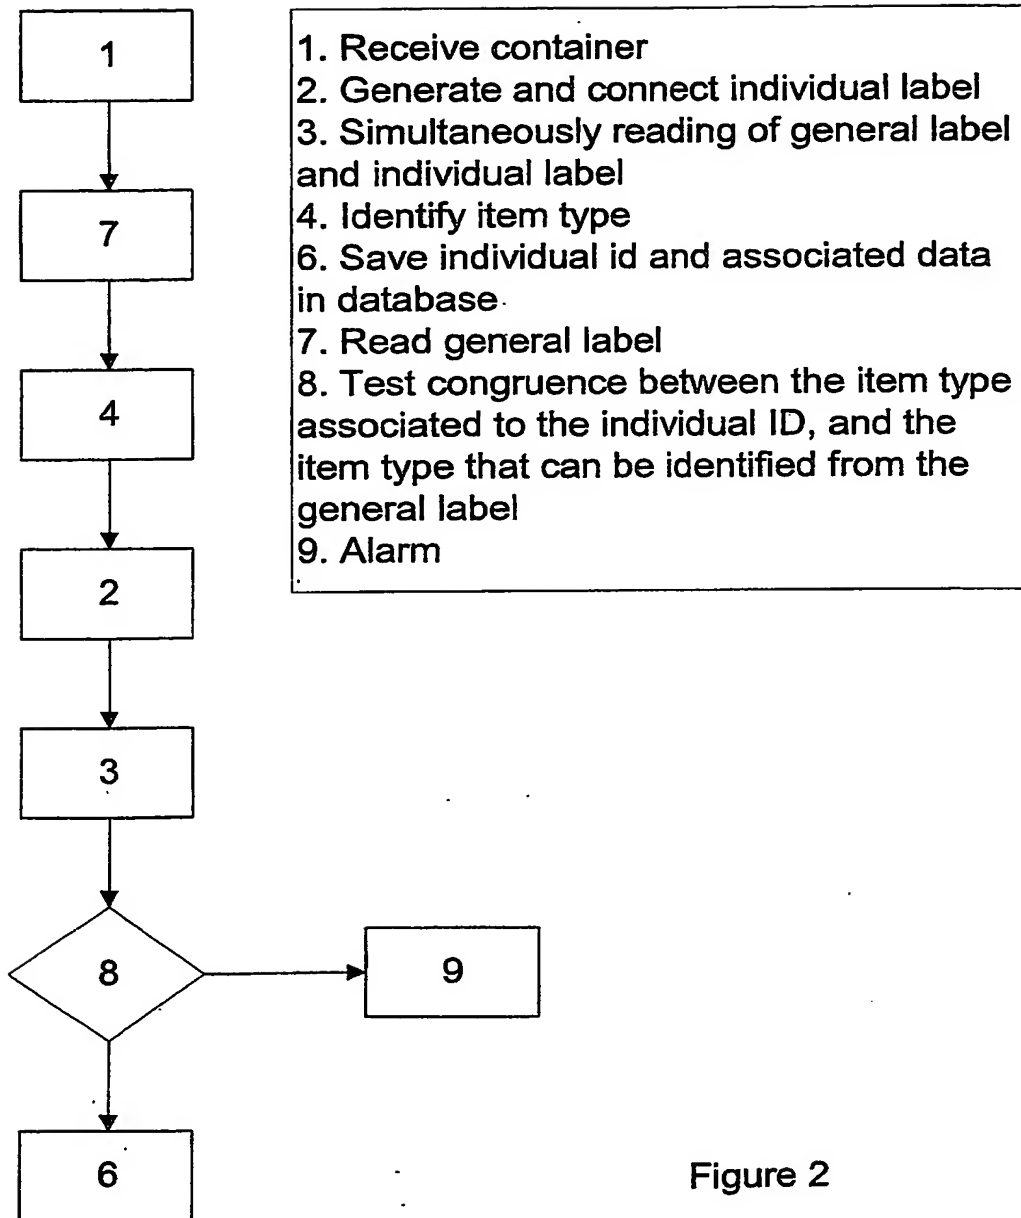 1
1. Receive container
2. Generate and connect individual label
3. Simultaneously reading of general label
and individual label
4. Identify item type
6. Save individual id and associated data
in database
7. Read general label
8. Test congruence between the item type
associated to the individual ID, and the
item type that can be identified from the
general label
9. Alarm
7
4
2
3
8
9
6
Figure 2